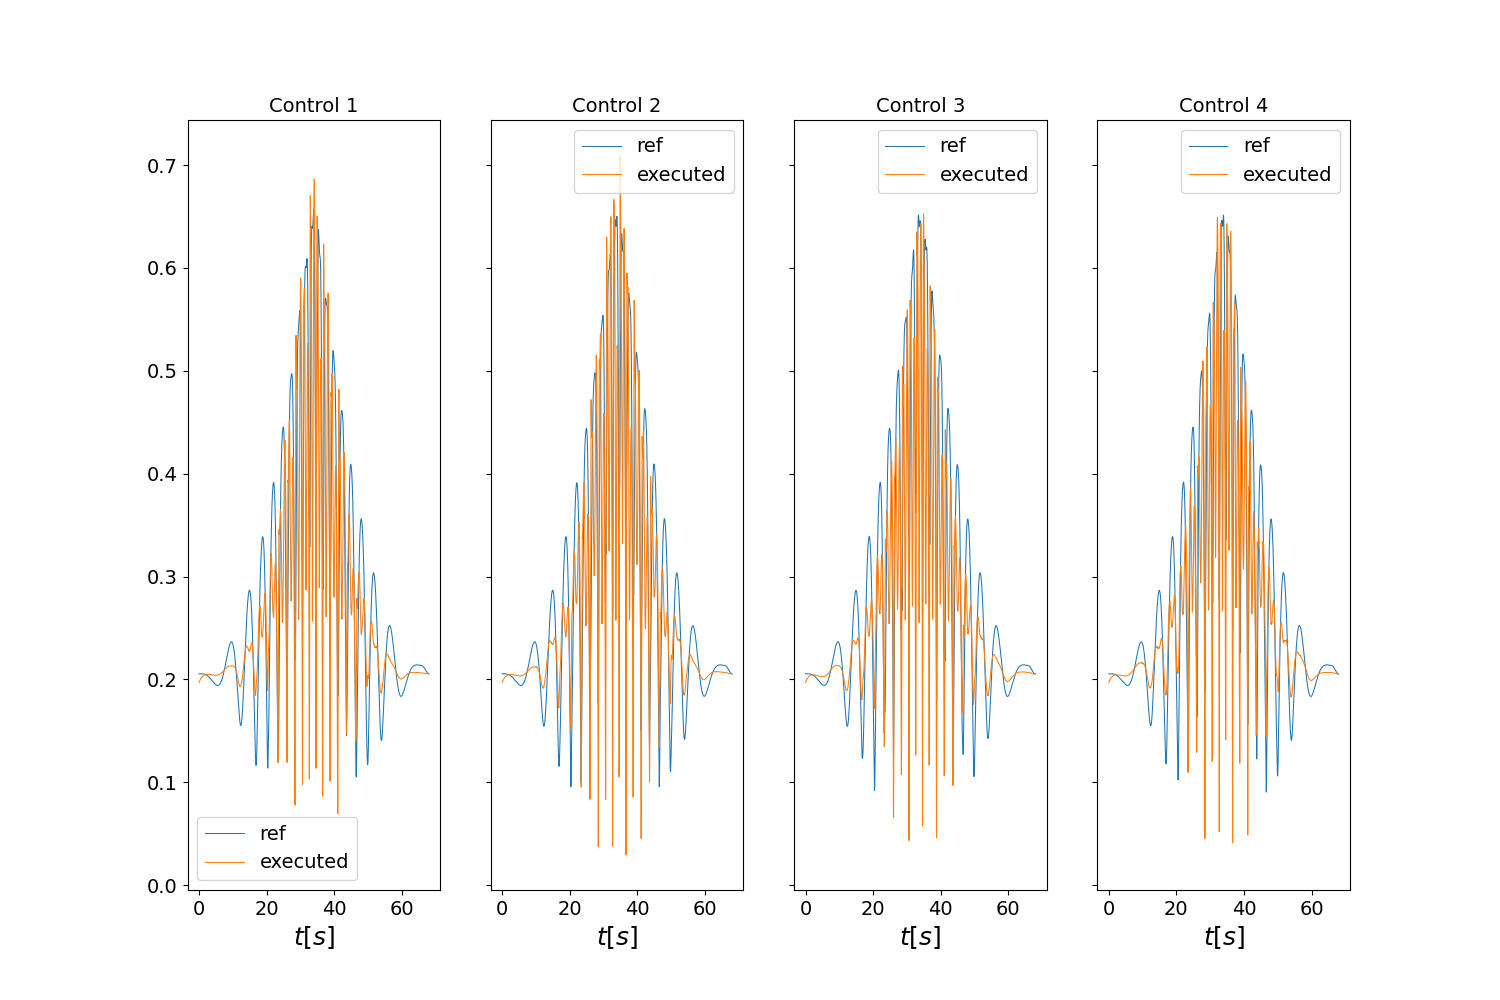 Control 1
Control 2
Control 3
Control 4
0.7
0.6
0.5
0.4
0.3
0.2
0.1
0.0
ref
executed
ref
executed
ref
executed
ref
executed
0 20 40 60
0 20 40 60
0 20 40 60
0 20 40 60
t[s]
t[s]
t[s]
t[s]